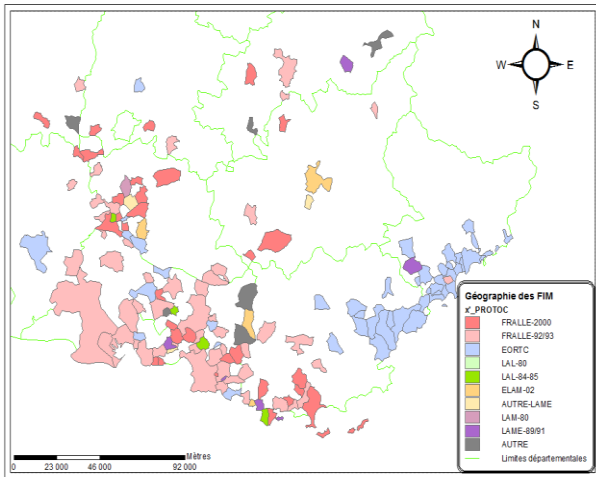 N
W E
S
Géographie des FIM
x'_PROTOC
FRALLE-2000
FRALLE-92/93
EORTC
LAL-80
LAL-84-85
ELAM-02
AUTRE-LAME
LAM-80
LAME-89/91
AUTRE
Limites départementales
Mètres
0 23 000 46 000 92 000